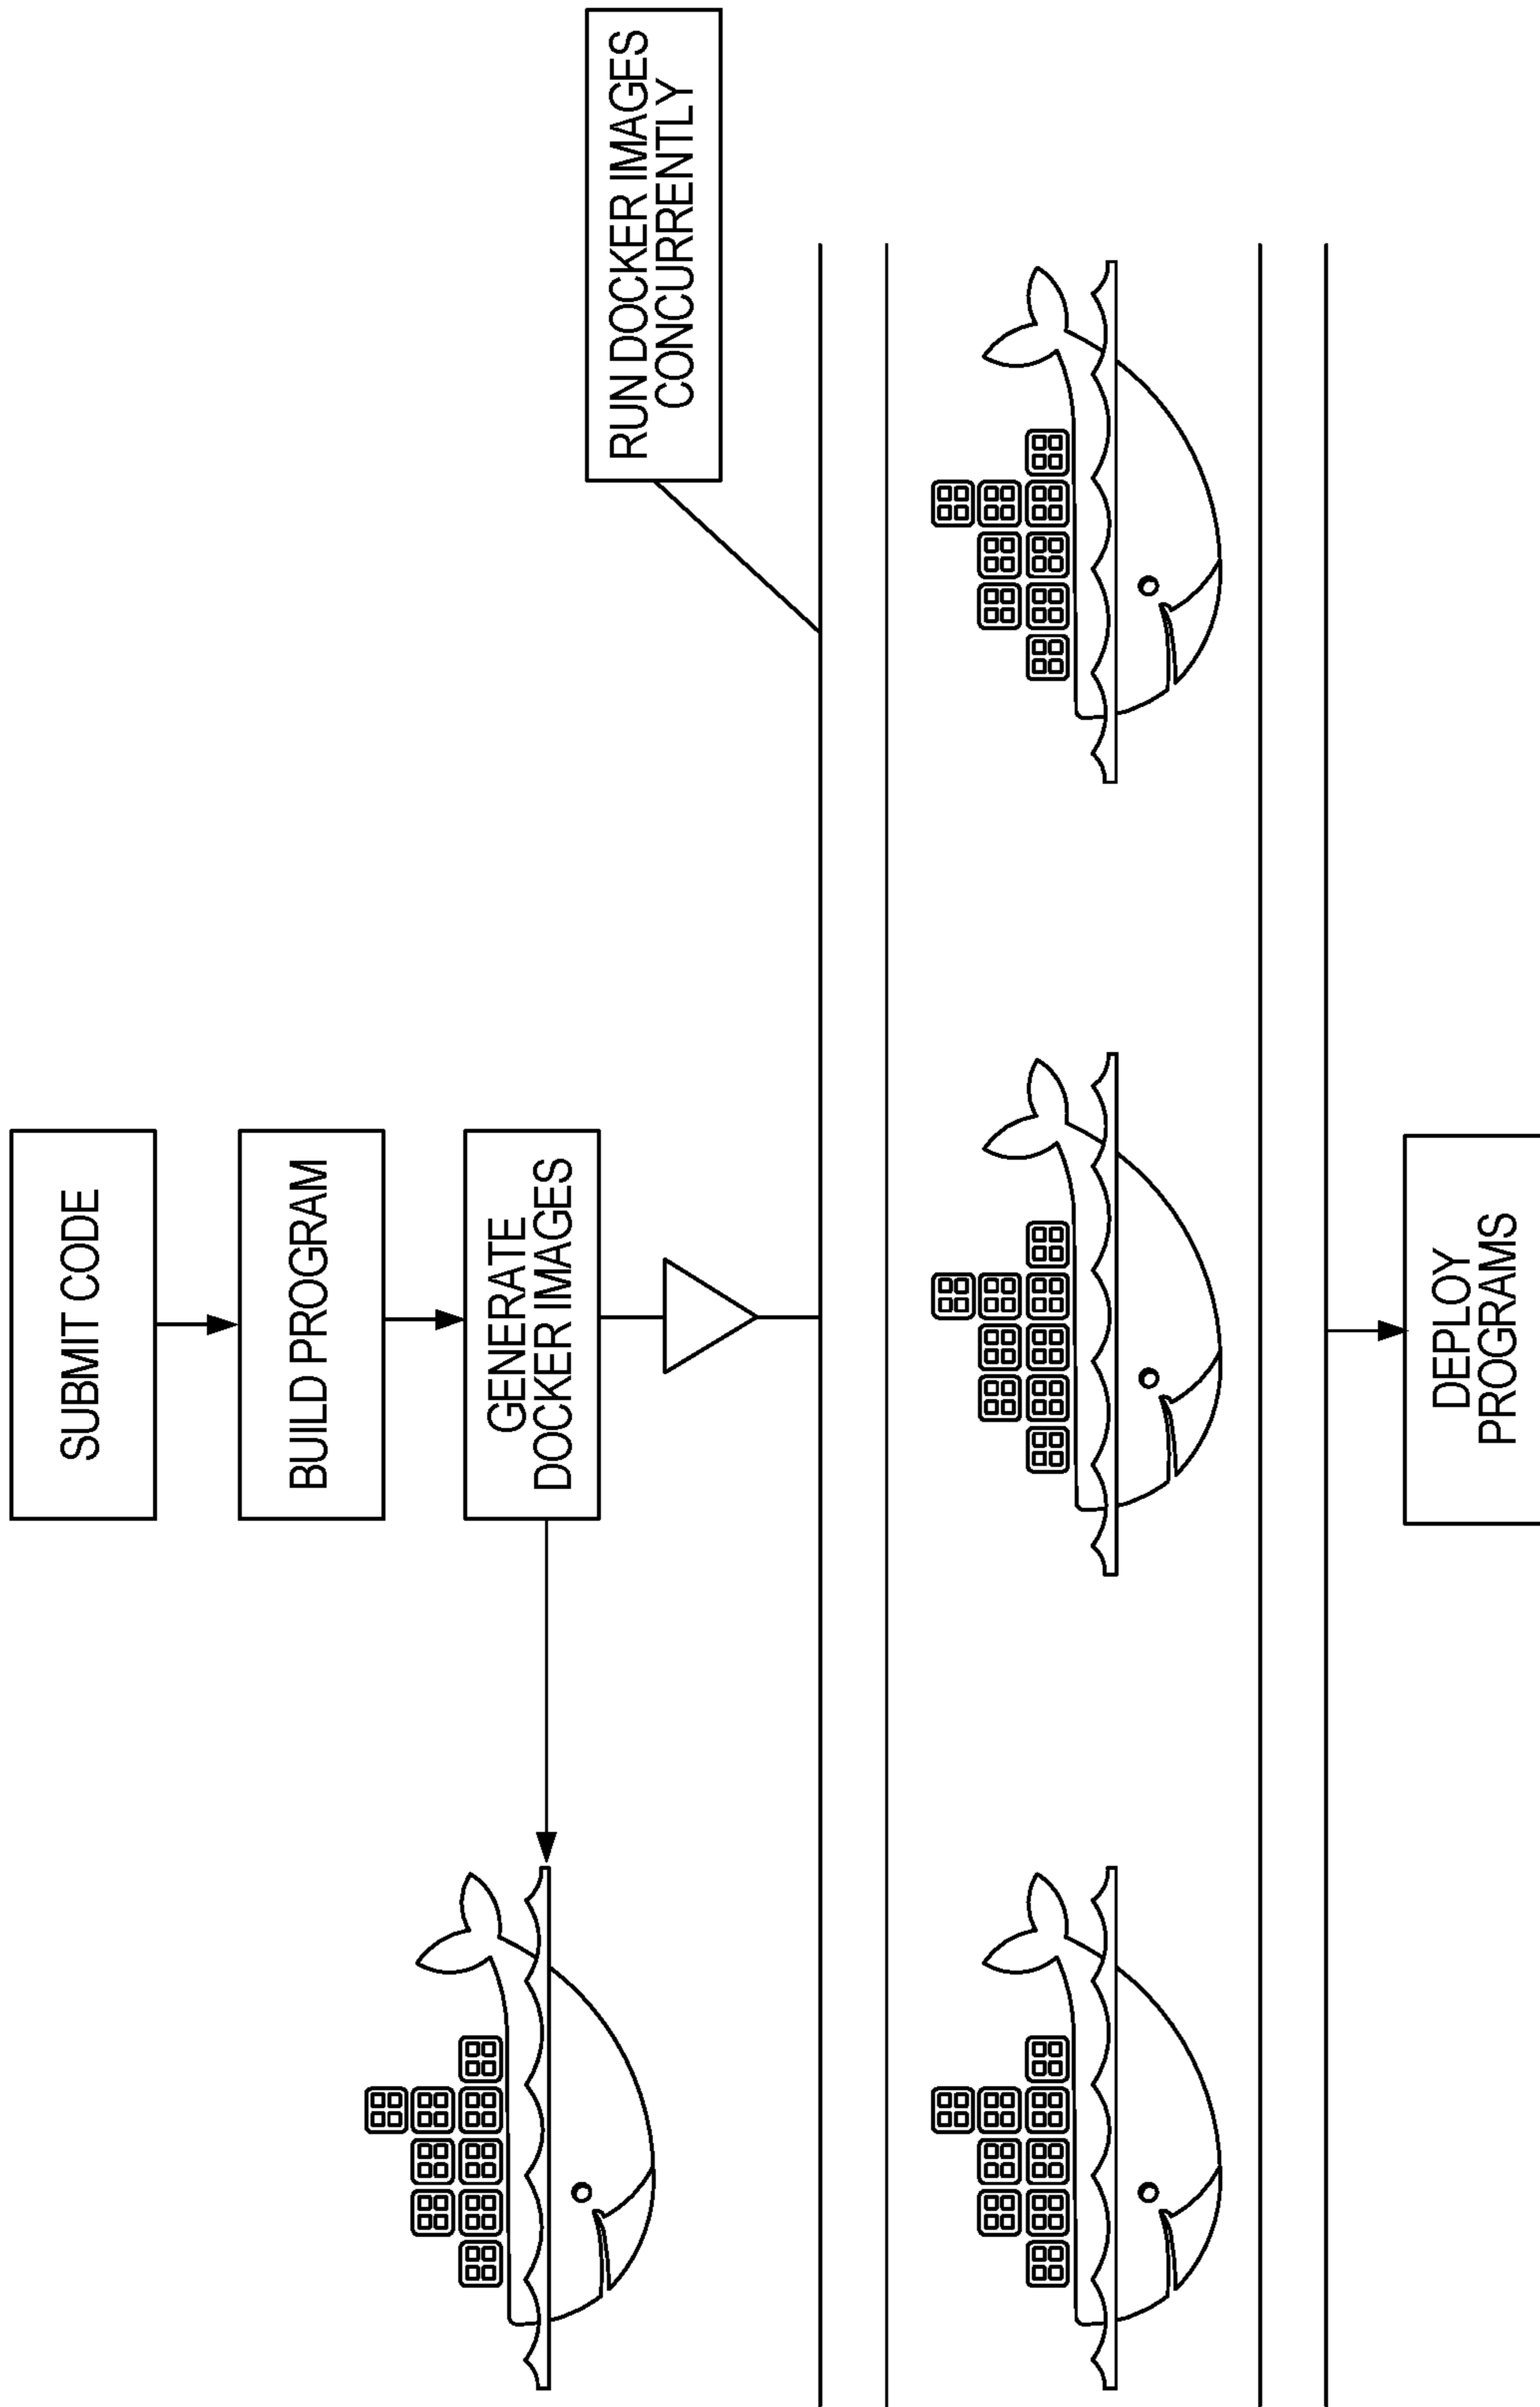 SUBMIT CODE
BUILD PROGRAM
GENERATE
DOCKER IMAGES
RUN DOCKER IMAGES
CONCURRENTLY
DEPLOY
PROGRAMS